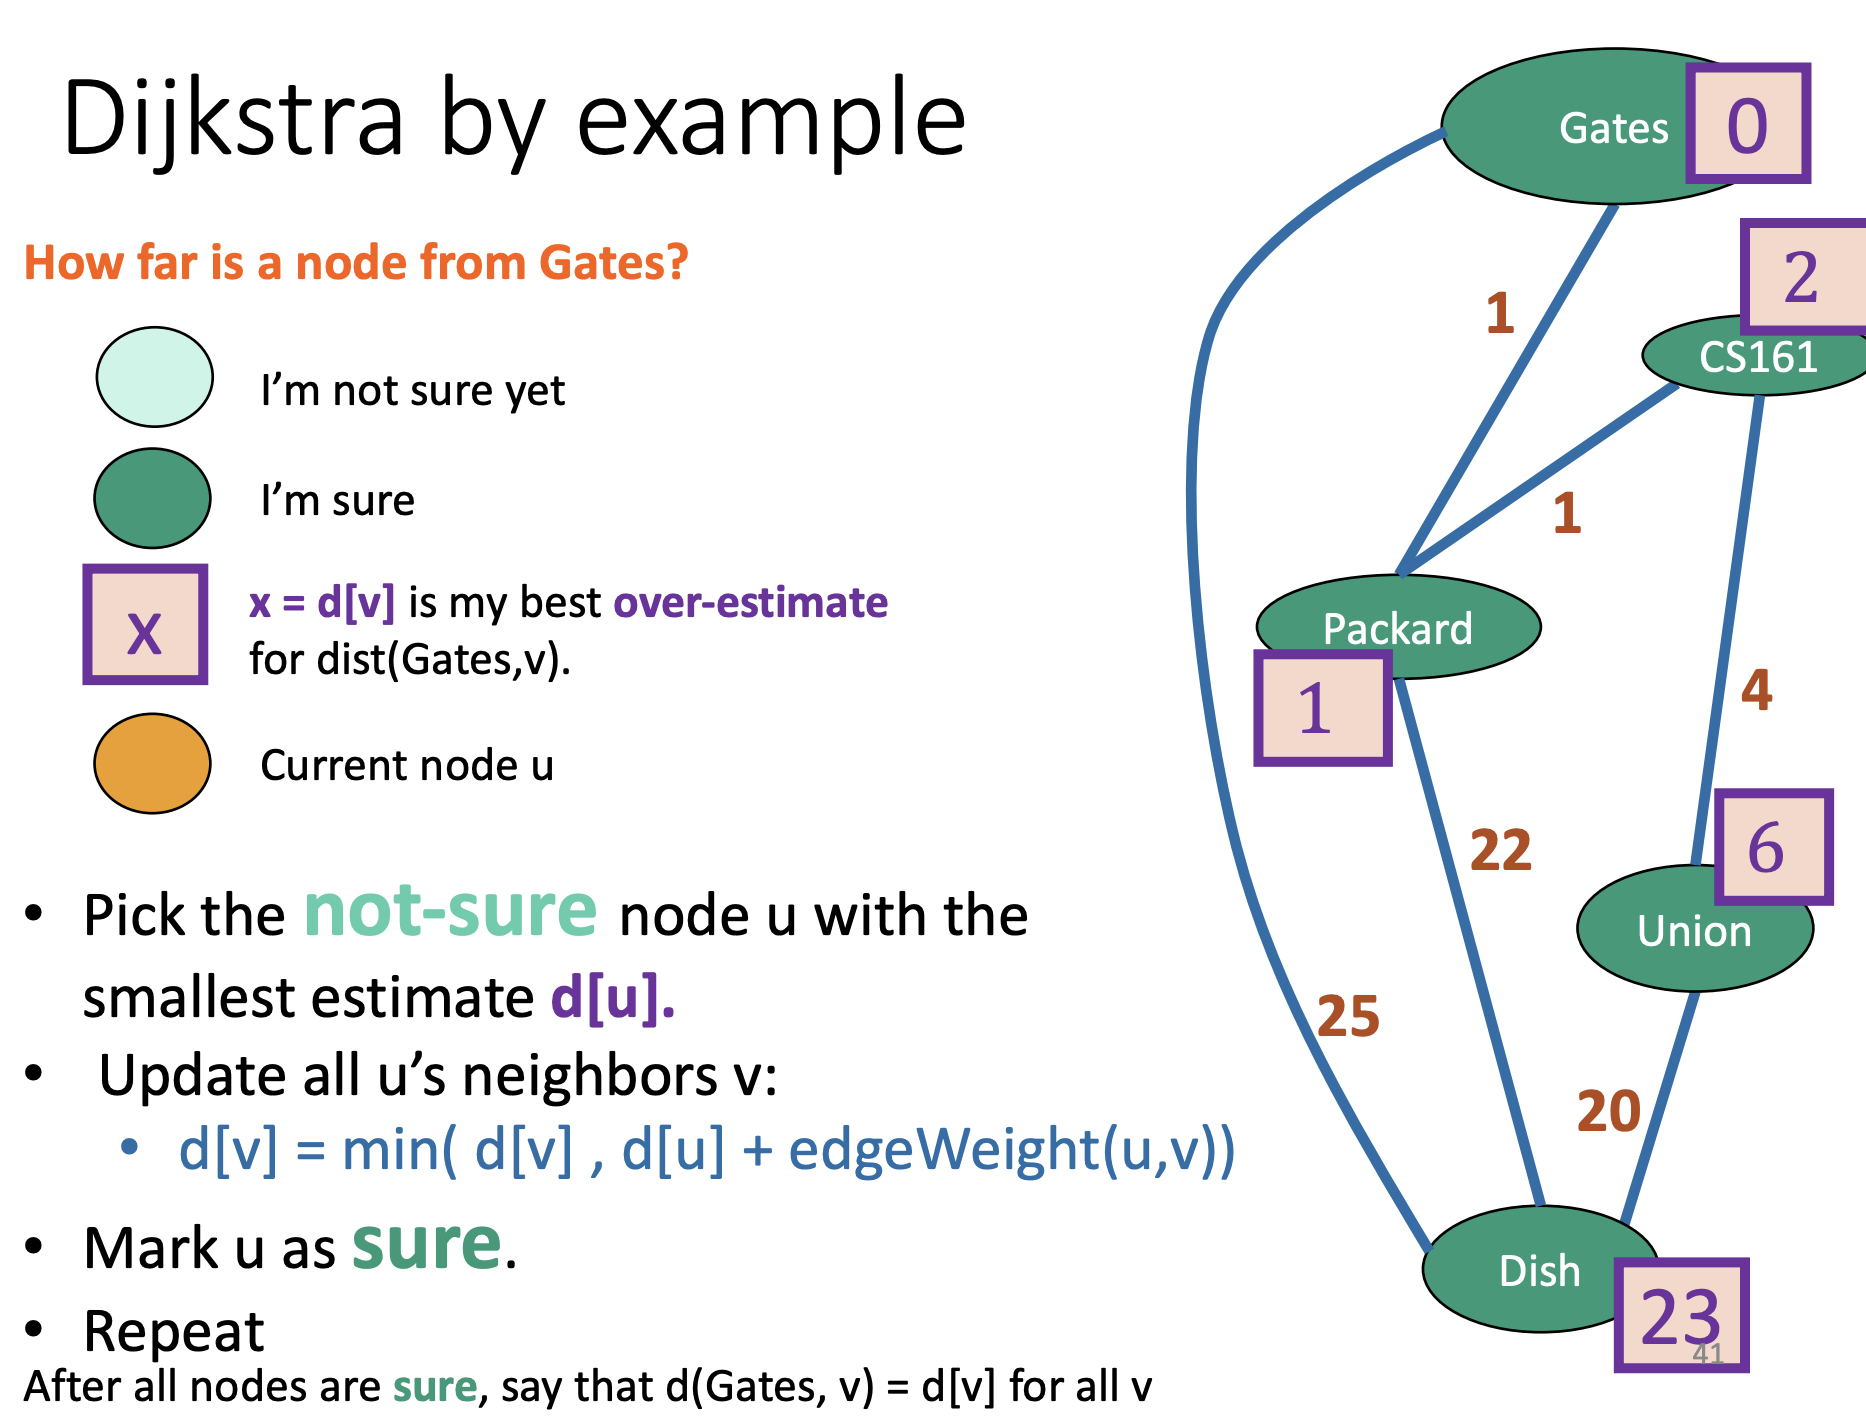 Dijkstra by example
How far is a node from Gates?
I'm not sure yet
I'm sure
x
x = d[v] is my best over-estimate
for dist(Gates,v).
Current node u
• Pick the not-sure node u with the
smallest estimate d[u].
• Update all u's neighbors v:
• d[v] = min( d[v] , d[u] + edgeWeight(u,v))
• Mark u as sure.
• Repeat
After all nodes are sure, say that d(Gates, v) = d[v] for all v
Gates
0
2
CS161
1
1
Packard
1
4
22
6
Union
25
20
Dish
23
41